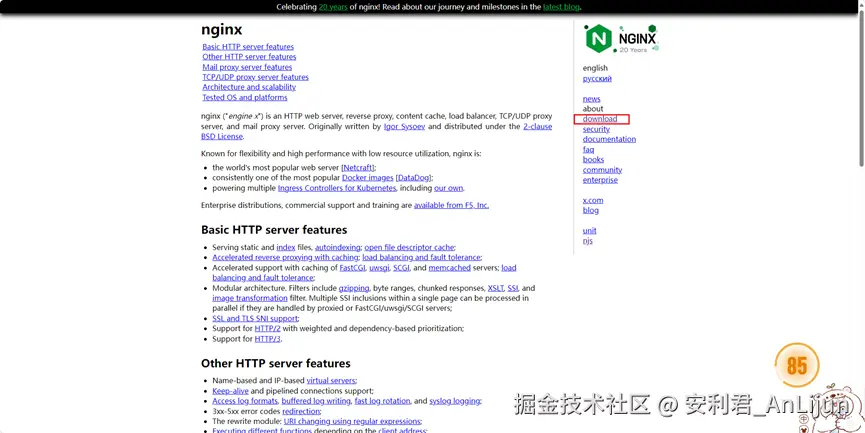 Celebrating 20 years of nginx! Read about our journey and milestones in the latest blog.
nginx
Basic HTTP server features
Other HTTP server features
Mail proxy server features
TCP/UDP proxy server features
Architecture and scalability
Tested OS and platforms
nginx ("engine x") is an HTTP web server, reverse proxy, content cache, load balancer, TCP/UDP proxy
server, and mail proxy server. Originally written by Igor Sysoev and distributed under the 2-clause
BSD License.
Known for flexibility and high performance with low resource utilization, nginx is:
• the world's most popular web server [Netcraft];
• consistently one of the most popular Docker images [DataDog];
• powering multiple Ingress Controllers for Kubernetes, including our own.
Enterprise distributions, commercial support and training are available from F5, Inc.
Basic HTTP server features
• Serving static and index files, autoindexing; open file descriptor cache;
• Accelerated reverse proxying with caching; load balancing and fault tolerance;
• Accelerated support with caching of FastCGI, uwsgi, SCGI, and memcached servers; load
balancing and fault tolerance;
• Modular architecture. Filters include gzipping, byte ranges, chunked responses, XSLT, SSI, and
image transformation filter. Multiple SSI inclusions within a single page can be processed in
parallel if they are handled by proxied or FastCGI/uwsgi/SCGI servers;
• SSL and TLS SNI support;
• Support for HTTP/2 with weighted and dependency-based prioritization;
• Support for HTTP/3.
Other HTTP server features
• Name-based and IP-based virtual servers;
• Keep-alive and pipelined connections support;
• Access log formats, buffered log writing, fast log rotation, and syslog logging;
• 3xx-5xx error codes redirection;
• The rewrite module: URI changing using regular expressions;
• Executing different functions depending on the client address;
N NGINX
20 Years
english
русский
news
about
download
security
documentation
faq
books
community
enterprise
x.com
blog
unit
njs
85
掘金技术社区 @ 安利君_AnLijun